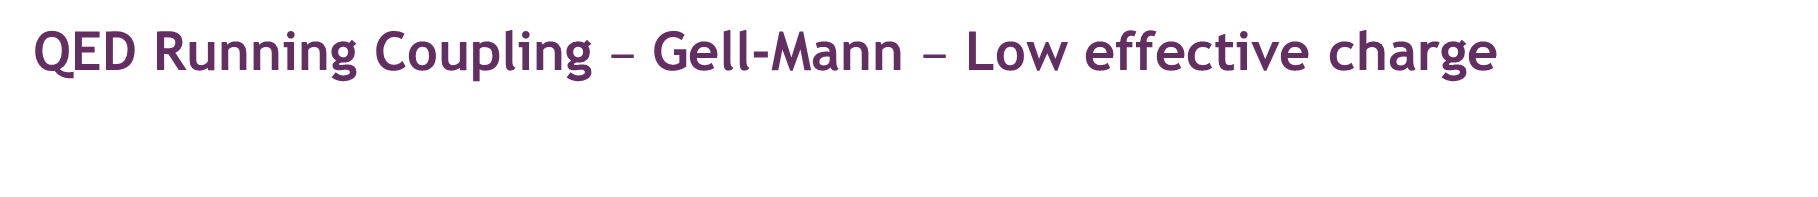 QED Running Coupling – Gell-Mann – Low effective charge